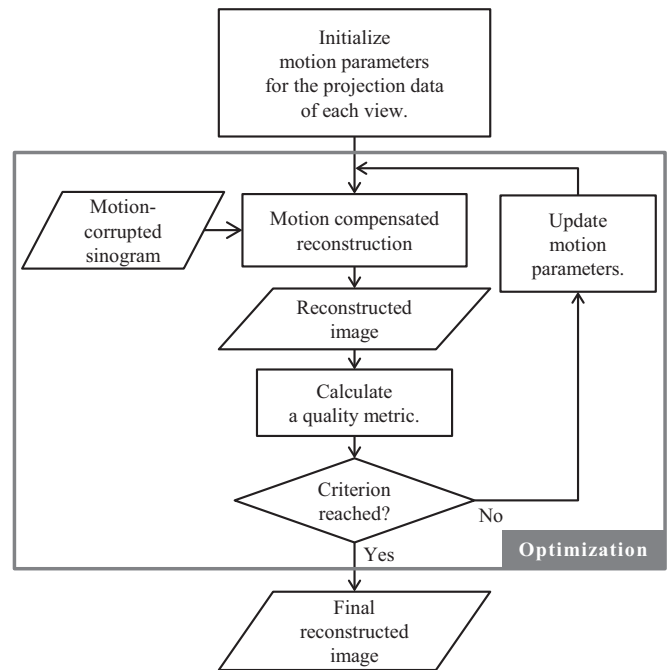 Initialize
motion parameters
for the projection data
of each view.
Motion-
corrupted
sinogram
Motion compensated
reconstruction
Update
motion
parameters.
Reconstructed
image
Calculate
a quality metric.
Criterion
reached?
No
Yes
Optimization
Final
reconstructed
image